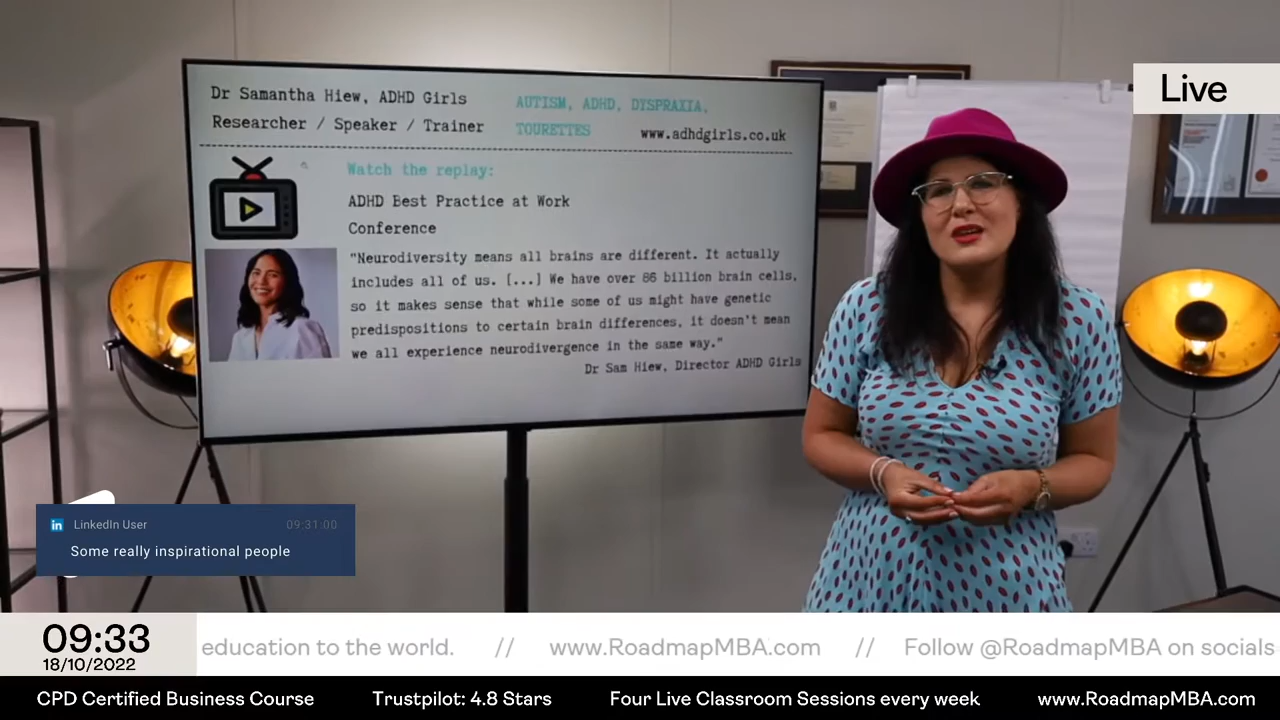 Dr Samantha Hiew, ADHD Girls
Researcher / Speaker / Trainer
AUTISM, ADHD, DYSPRAXIA,
TOURETTES
www.adhdgirls.co.uk
Watch the replay:
ADHD Best Practice at Work
Conference
"Neurodiversity means all brains are different. It actually
includes all of us. [...] We have over 86 billion brain cells,
so it makes sense that while some of us might have genetic
predispositions to certain brain differences, it doesn't mean
we all experience neurodivergence in the same way."
Dr Sam Hiew, Director ADHD Girls
Live
in LinkedIn User 09:31:00
Some really inspirational people
09:33
18/10/2022
education to the world. // www.RoadmapMBA.com // Follow @RoadmapMBA on socials
CPD Certified Business Course Trustpilot: 4.8 Stars Four Live Classroom Sessions every week www.RoadmapMBA.com